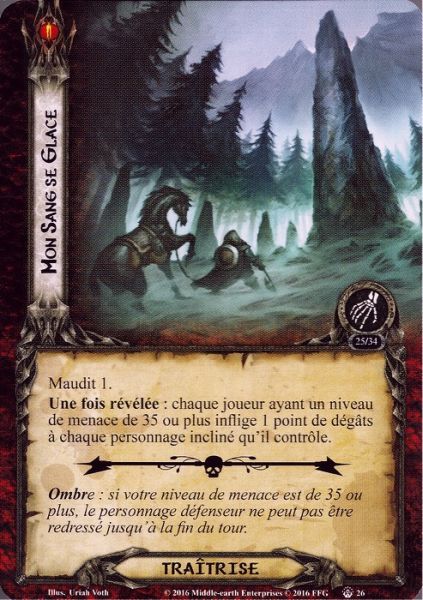 MON SANG SE GLACE
25/34
Maudit 1.
Une fois révélée : chaque joueur ayant un niveau
de menace de 35 ou plus inflige 1 point de dégâts
à chaque personnage incliné qu'il contrôle.
Ombre : si votre niveau de menace est de 35 ou
plus, le personnage défenseur ne peut pas être
redressé jusqu'à la fin du tour.
TRAÎTRISE
Illus. Uriah Voth © 2016 Middle-earth Enterprises © 2016 FFG 26